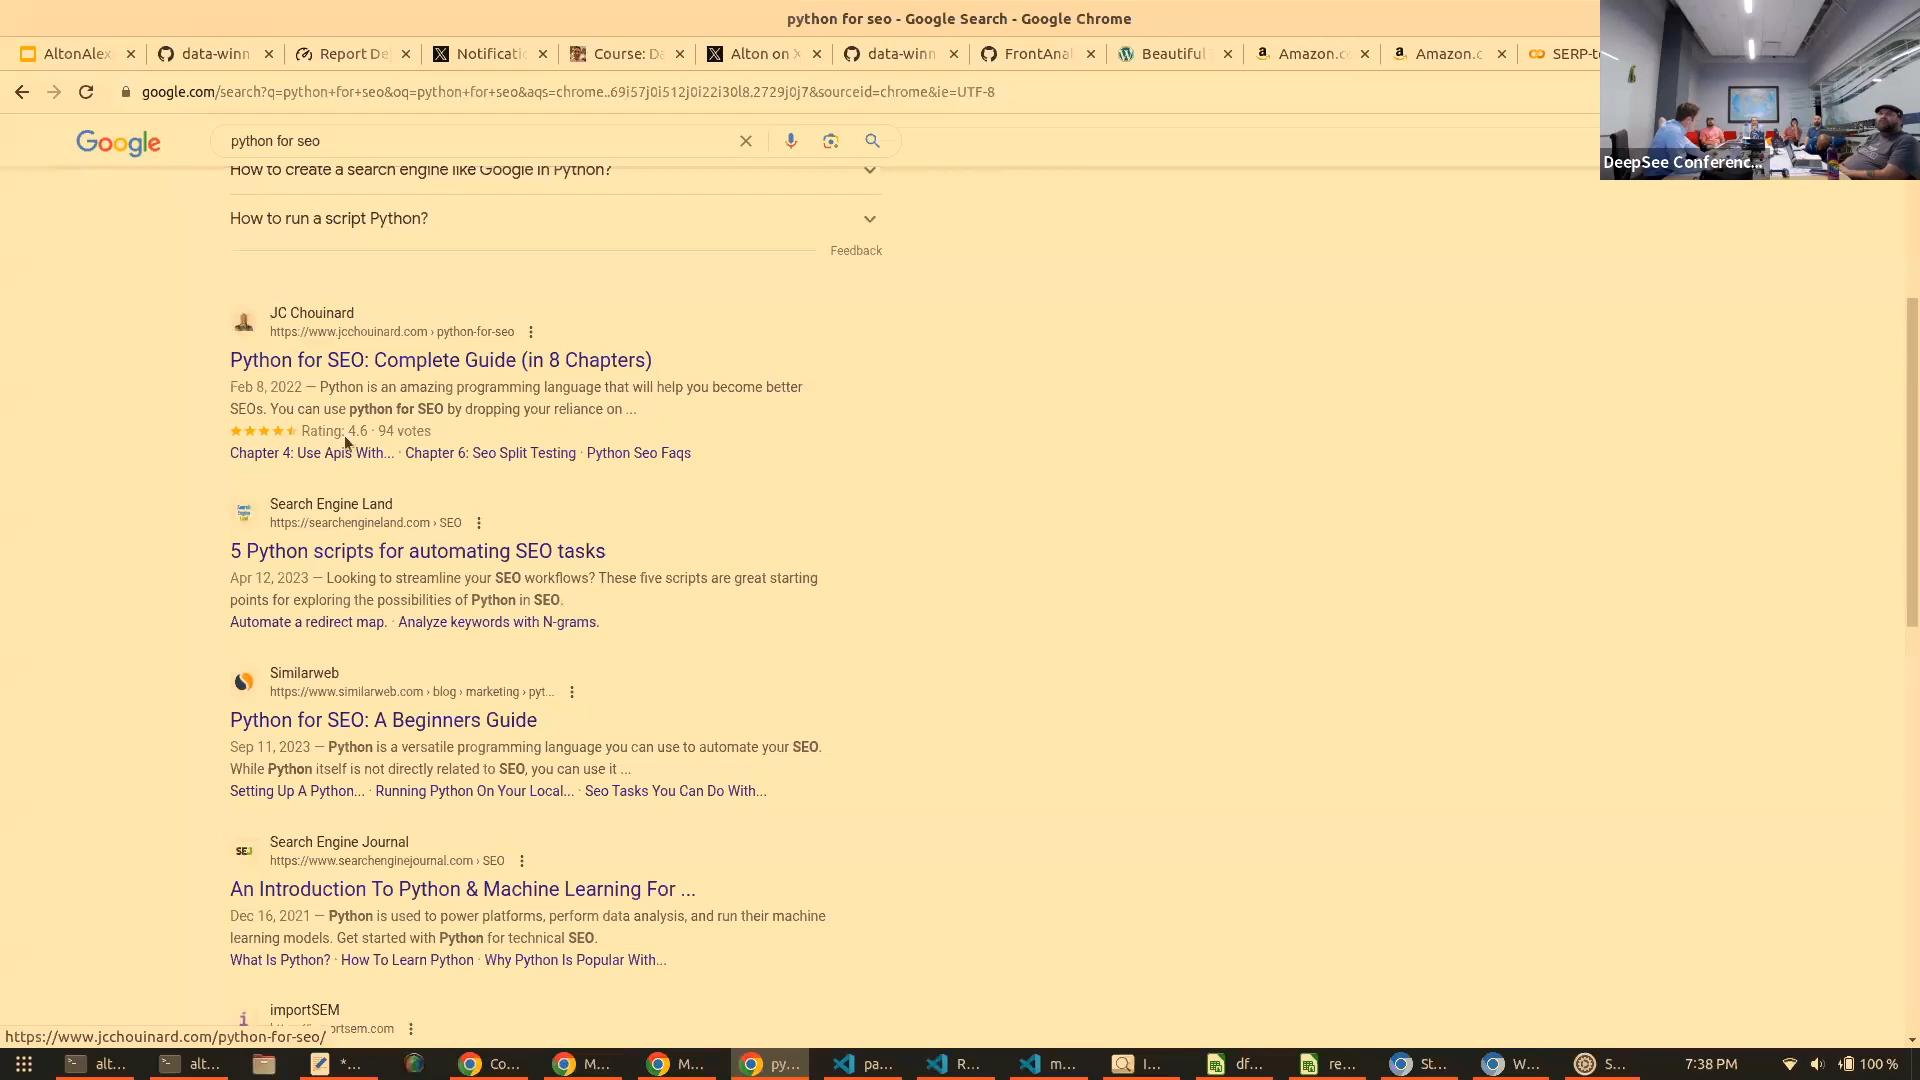 python for seo - Google Search - Google Chrome
AltonAlex
data-winn
Report De
Notificatio
Course: Da
Alton on X
data-winn
FrontAnal
Beautiful
Amazon.co
Amazon.c
SERP-to
google.com/search?q=python+for+seo&oq=python+for+seo&aqs=chrome..69i57j0i512j0i22i30l8.2729j0j7&sourceid=chrome&ie=UTF-8
Google
python for seo
DeepSee Conferenc...
How to create a search engine like Google in Python?
How to run a script Python?
Feedback
JC Chouinard
https://www.jcchouinard.com › python-for-seo
Python for SEO: Complete Guide (in 8 Chapters)
Feb 8, 2022 — Python is an amazing programming language that will help you become better
SEOs. You can use python for SEO by dropping your reliance on ...
Rating: 4.6 · 94 votes
Chapter 4: Use Apis With... · Chapter 6: Seo Split Testing · Python Seo Faqs
Search Engine Land
https://searchengineland.com › SEO
5 Python scripts for automating SEO tasks
Apr 12, 2023 — Looking to streamline your SEO workflows? These five scripts are great starting
points for exploring the possibilities of Python in SEO.
Automate a redirect map. · Analyze keywords with N-grams.
Similarweb
https://www.similarweb.com › blog › marketing › pyt...
Python for SEO: A Beginners Guide
Sep 11, 2023 — Python is a versatile programming language you can use to automate your SEO.
While Python itself is not directly related to SEO, you can use it ...
Setting Up A Python... · Running Python On Your Local... · Seo Tasks You Can Do With...
Search Engine Journal
https://www.searchenginejournal.com › SEO
SEJ
An Introduction To Python & Machine Learning For ...
Dec 16, 2021 — Python is used to power platforms, perform data analysis, and run their machine
learning models. Get started with Python for technical SEO.
What Is Python? · How To Learn Python · Why Python Is Popular With...
importSEM
ortsem.com
https://www.jcchouinard.com/python-for-seo/
alt...
alt...
*...
Co...
M...
M...
py...
pa...
R...
m...
I...
df...
re...
St...
W...
S...
7:38 PM
100 %